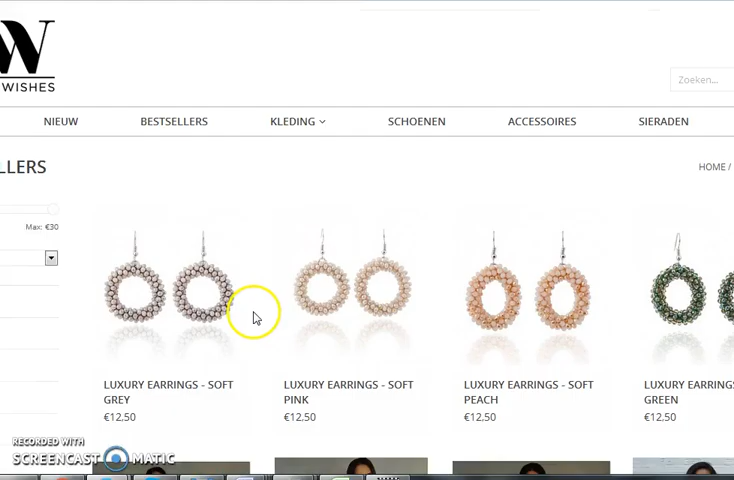 W
WISHES
Zoeken...
NIEUW BESTSELLERS KLEDING SCHOENEN ACCESSOIRES SIERADEN
LLERS
HOME /
Max: €30
LUXURY EARRINGS - SOFT GREY
€12,50
LUXURY EARRINGS - SOFT PINK
€12,50
LUXURY EARRINGS - SOFT PEACH
€12,50
LUXURY EARRINGS
GREEN
€12,50
RECORDED WITH
SCREENCAST MATIC